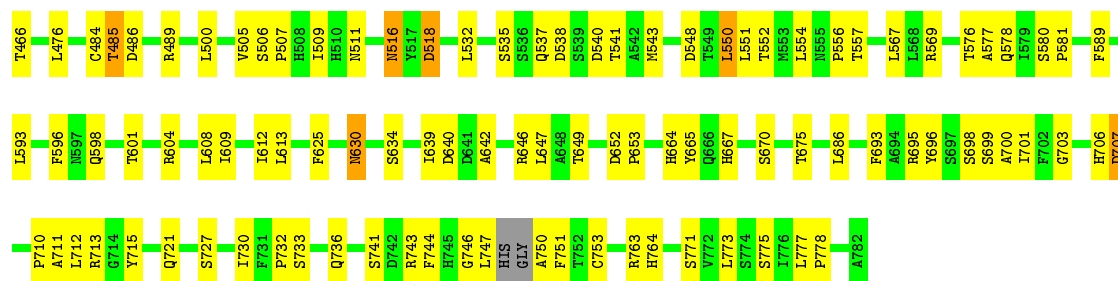 T466 L476 C484 T485 D486 R489 L500 V505 S506 P507 H508 I509 H510 N511 N516 Y517 D518 L532 S535 S536 Q537 D538 S539 D540 T541 A542 M543 D548 T549 L550 L551 T552 M553 L554 N555 P556 T557 L567 L568 R569 T576 A577 Q578 I579 S580 P581 F589
L593 F596 N597 Q598 T601 R604 L608 I609 I612 L613 F625 N630 S634 I639 D640 D641 A642 R646 L647 A648 T649 D652 P653 H664 Y665 Q666 H667 S670 T675 L686 F693 A694 R695 Y696 S697 S698 S699 A700 I701 F702 G703 H706
P710 A711 L712 R713 G714 Y715 Q721 S727 I730 F731 P732 S733 Q736 S741 D742 R743 F744 H745 G746 L747 HIS GLY A750 F751 T752 C753 R763 H764 S771 V772 L773 S774 S775 I776 L777 P778 A782